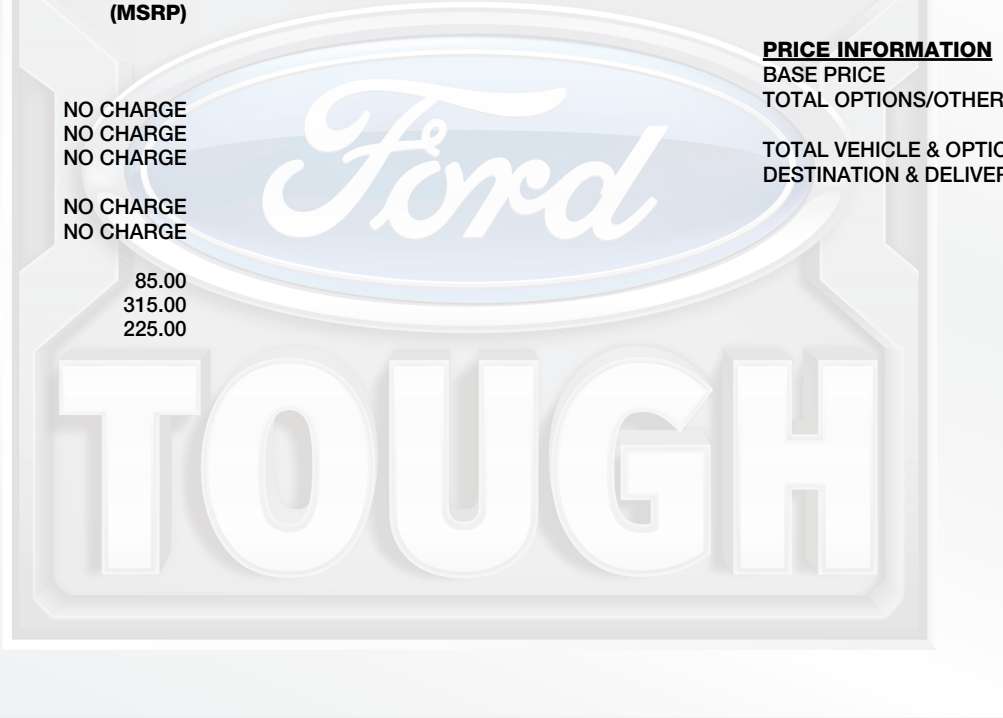 (MSRP)
NO CHARGE
NO CHARGE
NO CHARGE
NO CHARGE
NO CHARGE
85.00
315.00
225.00
PRICE INFORMATION
BASE PRICE
TOTAL OPTIONS/OTHER
TOTAL VEHICLE & OPTIO
DESTINATION & DELIVER
Ford
TOUGH